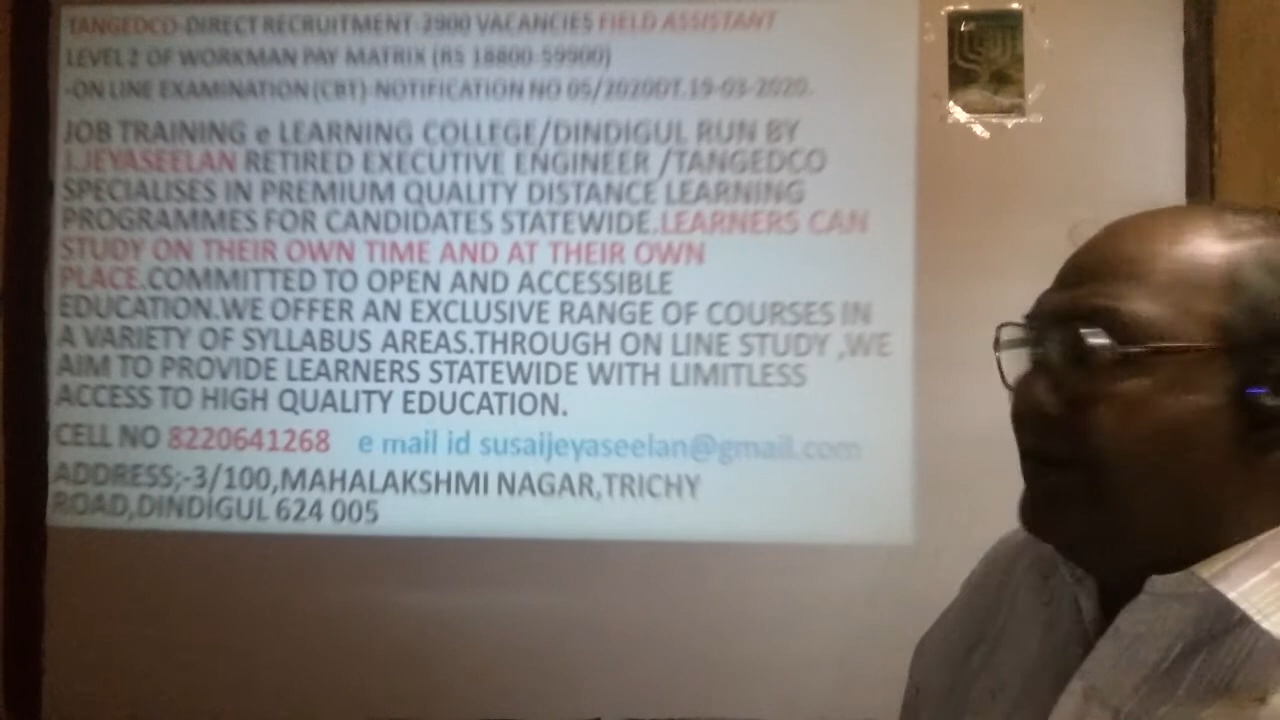 TANGEDCO-DIRECT RECRUITMENT-2900 VACANCIES FIELD ASSISTANT
LEVEL 2 OF WORKMAN PAY MATRIX (RS 18800-59900)
-ON LINE EXAMINATION (CBT)-NOTIFICATION NO 05/2020DT.19-03-2020.
JOB TRAINING e LEARNING COLLEGE/DINDIGUL RUN BY
I.JEYASEELAN RETIRED EXECUTIVE ENGINEER /TANGEDCO
SPECIALISES IN PREMIUM QUALITY DISTANCE LEARNING
PROGRAMMES FOR CANDIDATES STATEWIDE.LEARNERS CAN
STUDY ON THEIR OWN TIME AND AT THEIR OWN
PLACE.COMMITTED TO OPEN AND ACCESSIBLE
EDUCATION.WE OFFER AN EXCLUSIVE RANGE OF COURSES IN
A VARIETY OF SYLLABUS AREAS.THROUGH ON LINE STUDY ,WE
AIM TO PROVIDE LEARNERS STATEWIDE WITH LIMITLESS
ACCESS TO HIGH QUALITY EDUCATION.
CELL NO 8220641268 e mail id susaijeyaseelan@gmail.com
ADDRESS;-3/100,MAHALAKSHMI NAGAR,TRICHY
ROAD,DINDIGUL 624 005